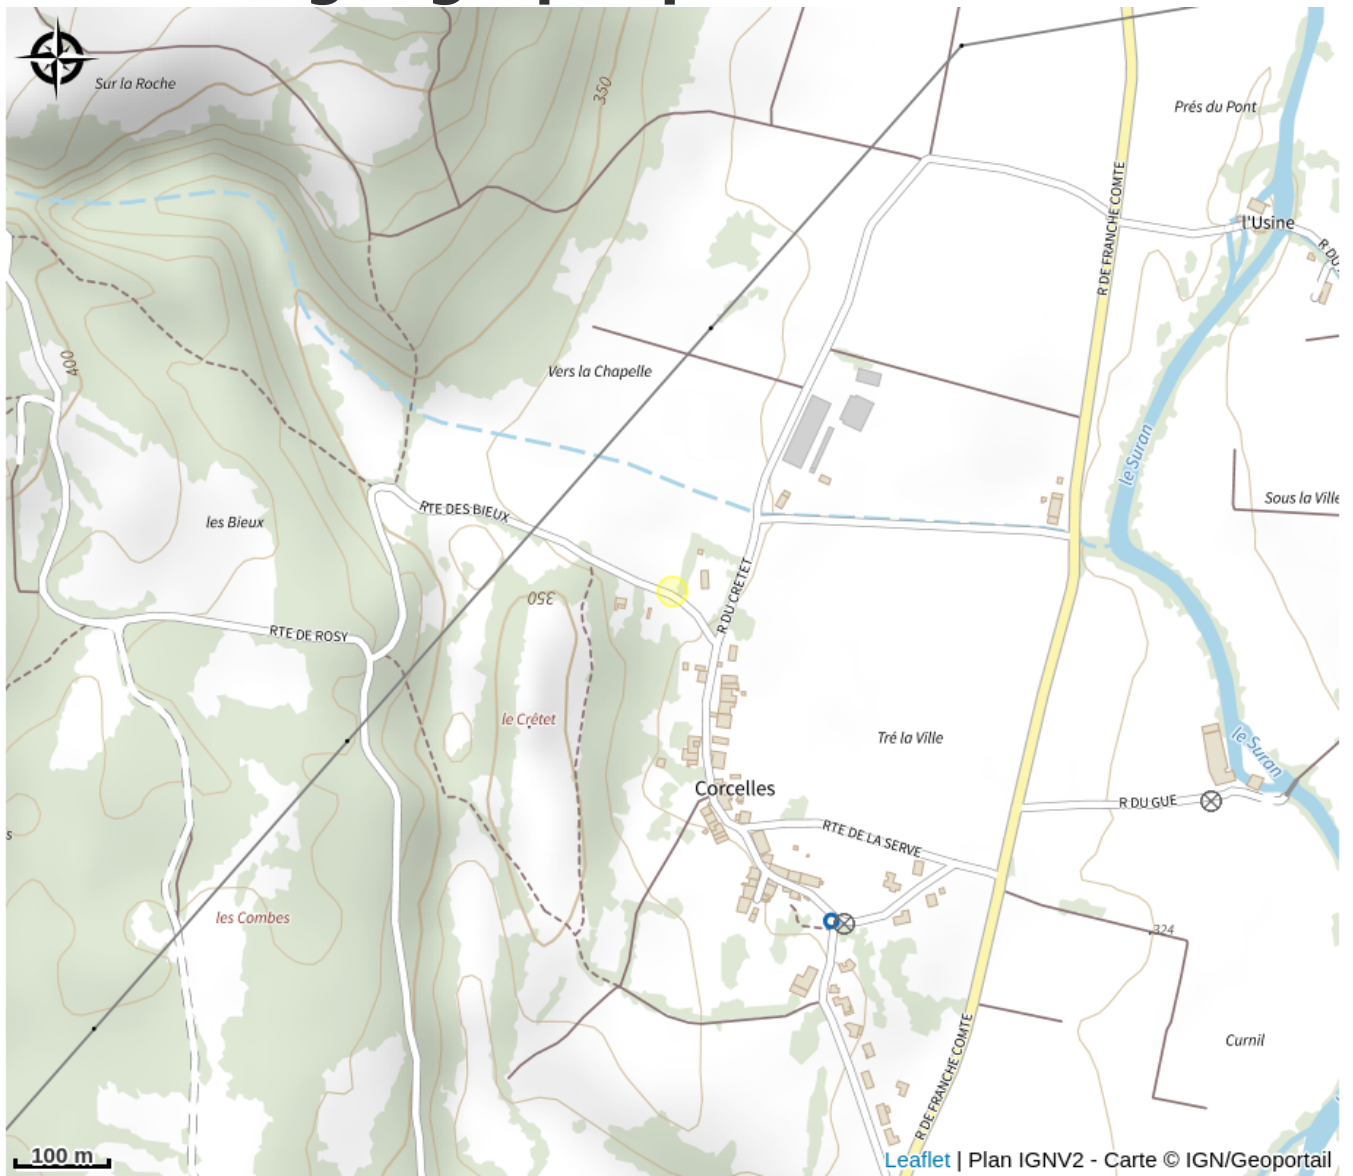 Sur la Roche
350
Prés du Pont
R DE FRANCHE COMTE
l'Usine
R DU
400
Vers la Chapelle
le Suran
Sous la Ville
RTE DES BIEUX
les Bieux
R DU CRETET
350
RTE DE ROSY
le Crêtet
Tré la Ville
le Suran
Corcelles
R DU GUE
RTE DE LA SERVE
s
les Combes
324
R DE FRANCHE COMTE
Curnil
100 m
Leaflet | Plan IGNV2 - Carte © IGN/Geoportail